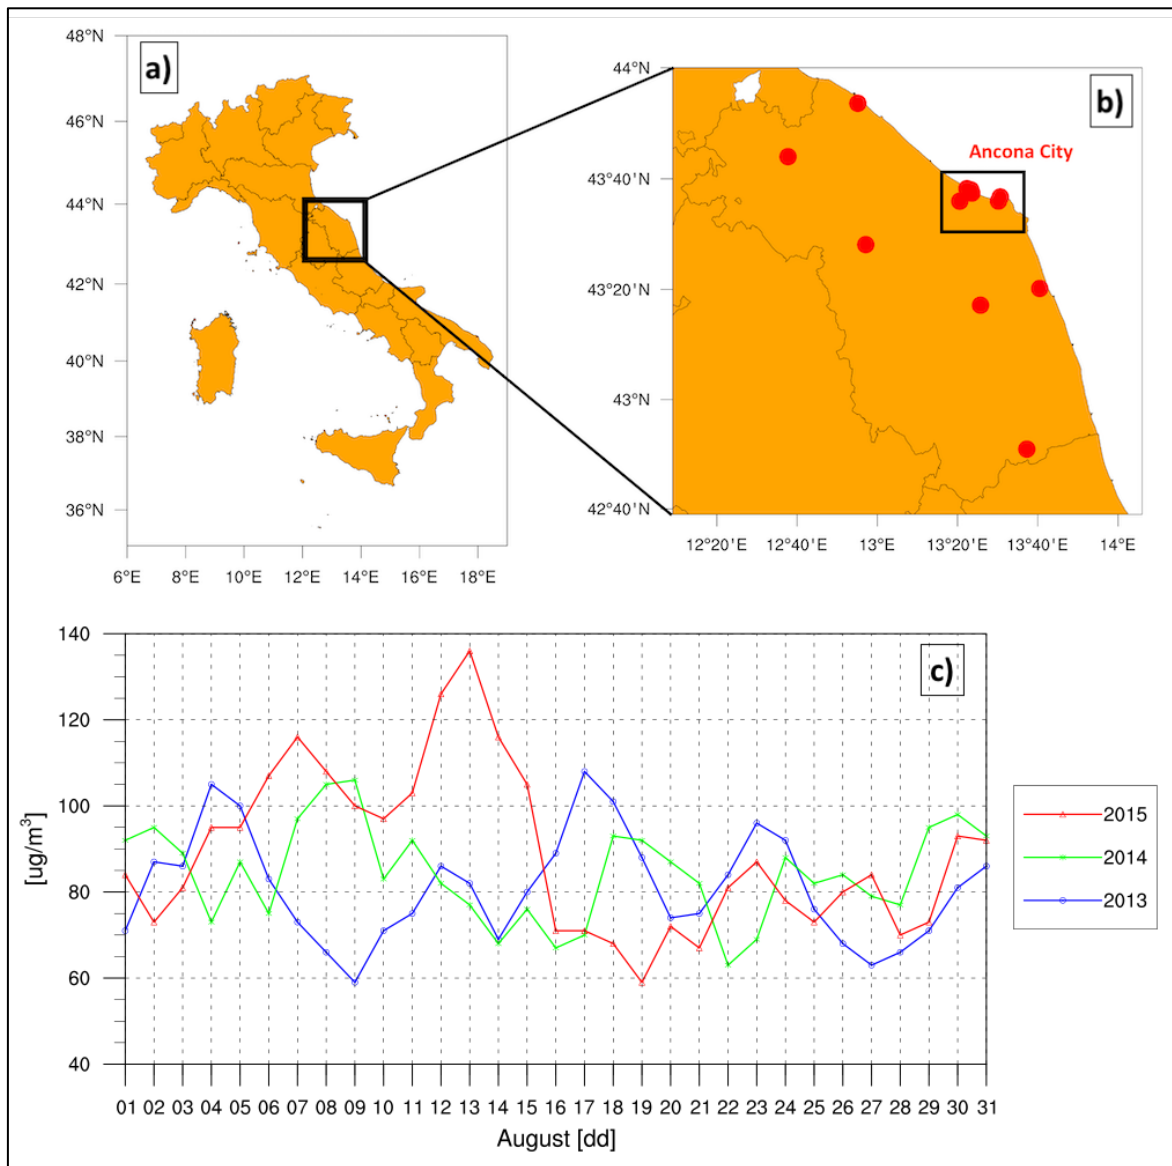 a)
48°N
46°N
44°N
42°N
40°N
38°N
36°N
6°E 8°E 10°E 12°E 14°E 16°E 18°E
b)
Ancona City
44°N
43°40'N
43°20'N
43°N
42°40'N
12°20'E 12°40'E 13°E 13°20'E 13°40'E 14°E
c)
140
120
100
80
60
40
[ug/m³]
01 02 03 04 05 06 07 08 09 10 11 12 13 14 15 16 17 18 19 20 21 22 23 24 25 26 27 28 29 30 31
August [dd]
2015
2014
2013